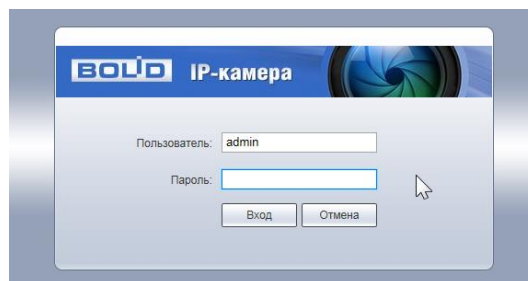 BOLID IP-камера
Пользователь: admin
Пароль:
Вход Отмена